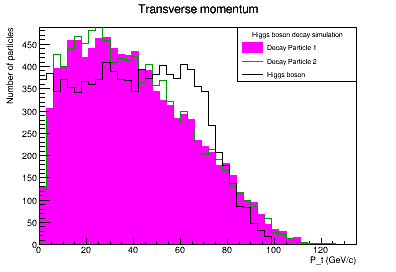 Transverse momentum
Number of particles
Higgs boson decay simulation
Decay Particle 1
Decay Particle 2
Higgs boson
450
400
350
300
250
200
150
100
50
0
0
20
40
60
80
100
120
P_t (GeV/c)